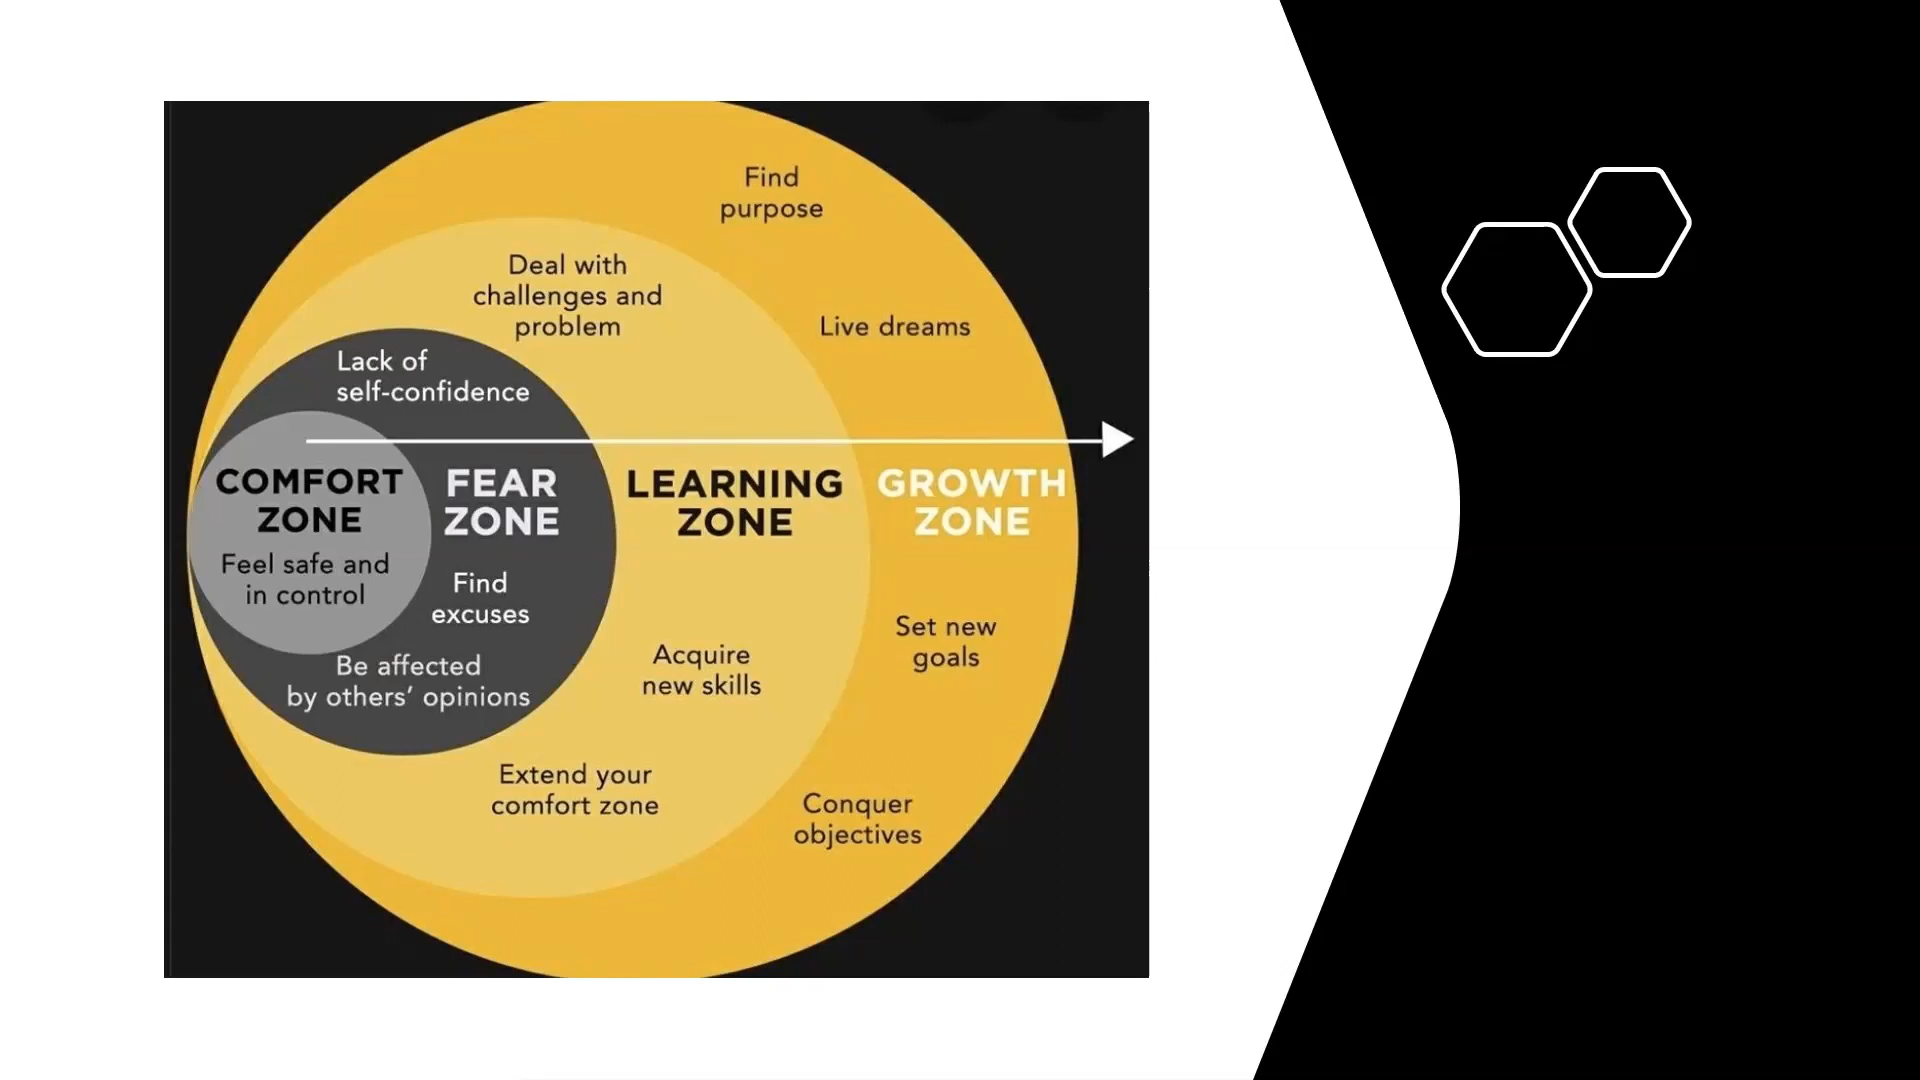 COMFORT
ZONE
Feel safe and
in control
Lack of
self-confidence
FEAR
ZONE
Find
excuses
Be affected
by others’ opinions
Deal with
challenges and
problem
LEARNING
ZONE
Acquire
new skills
Extend your
comfort zone
Find
purpose
Live dreams
GROWTH
ZONE
Set new
goals
Conquer
objectives